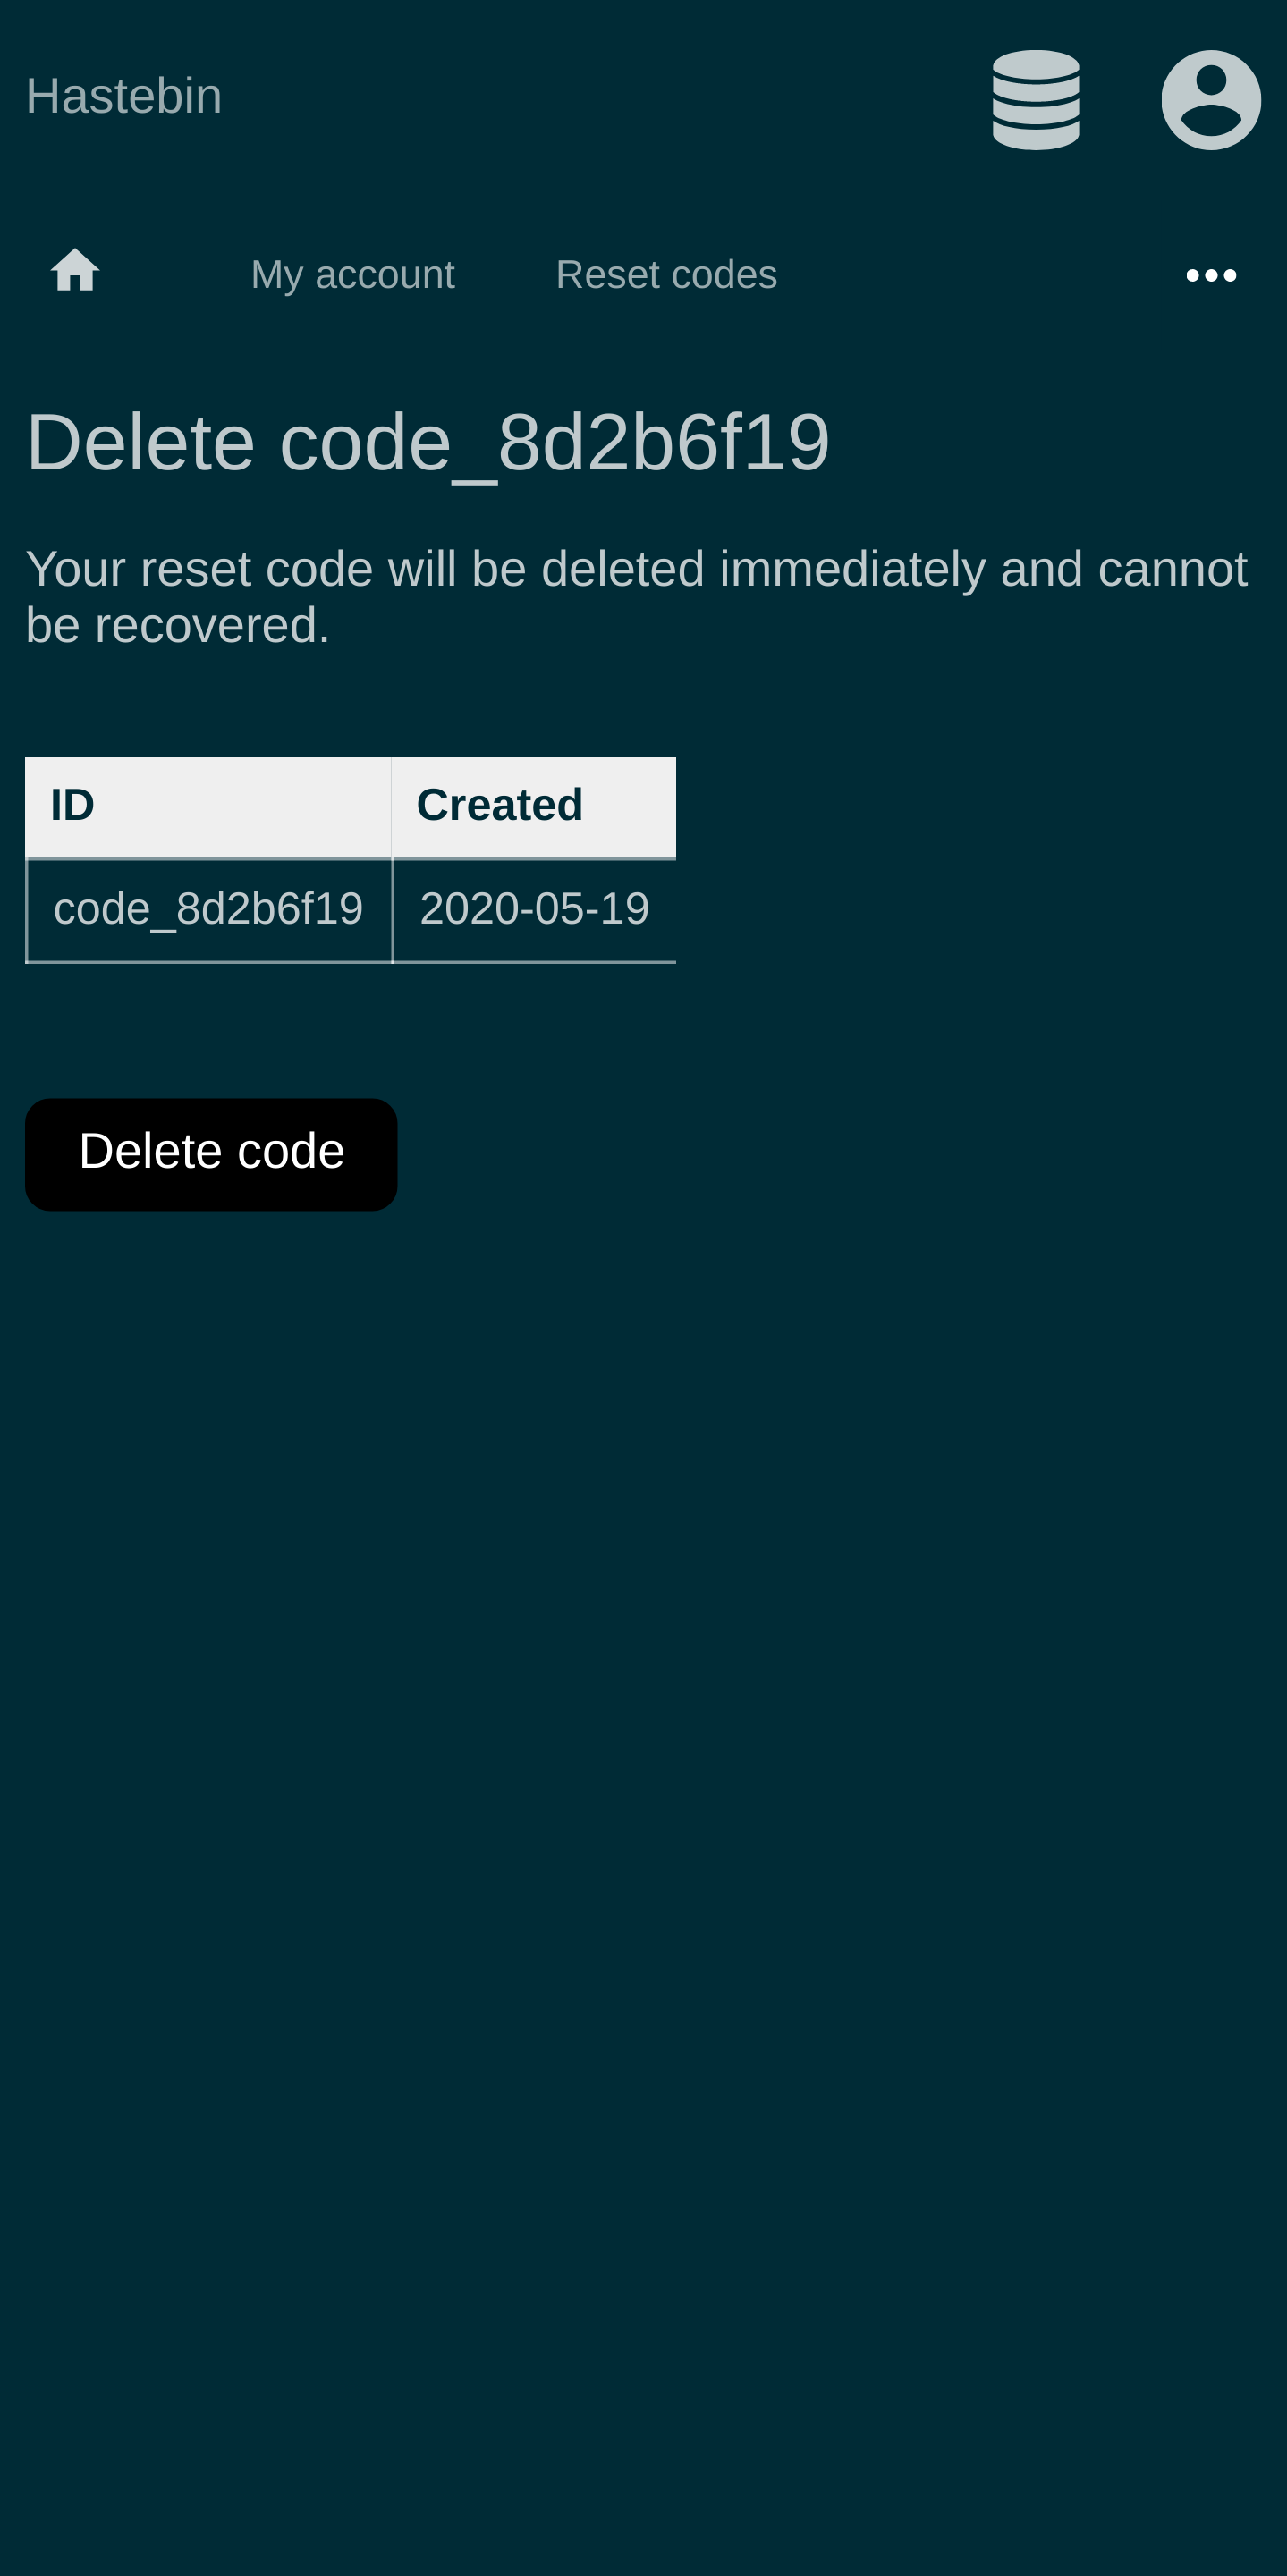 Hastebin
My account Reset codes
Delete code_8d2b6f19
Your reset code will be deleted immediately and cannot
be recovered.
ID Created
code_8d2b6f19 2020-05-19
Delete code